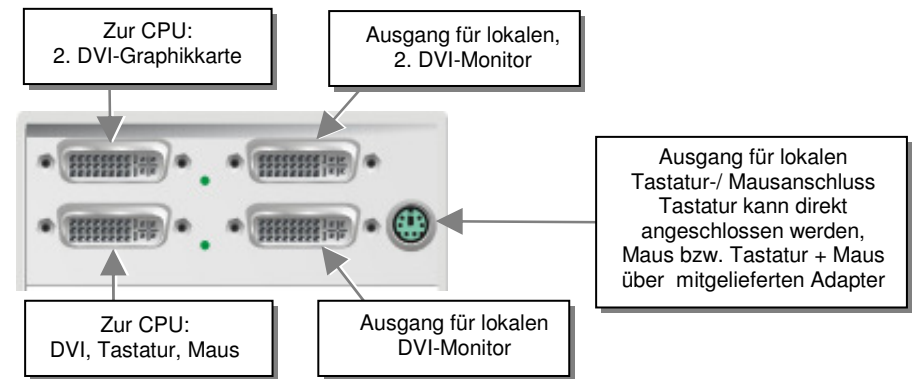 Zur CPU:
2. DVI-Graphikkarte
Ausgang für lokalen,
2. DVI-Monitor
Ausgang für lokalen
Tastatur-/ Mausanschluss
Tastatur kann direkt
angeschlossen werden,
Maus bzw. Tastatur + Maus
über mitgelieferten Adapter
Zur CPU:
DVI, Tastatur, Maus
Ausgang für lokalen
DVI-Monitor